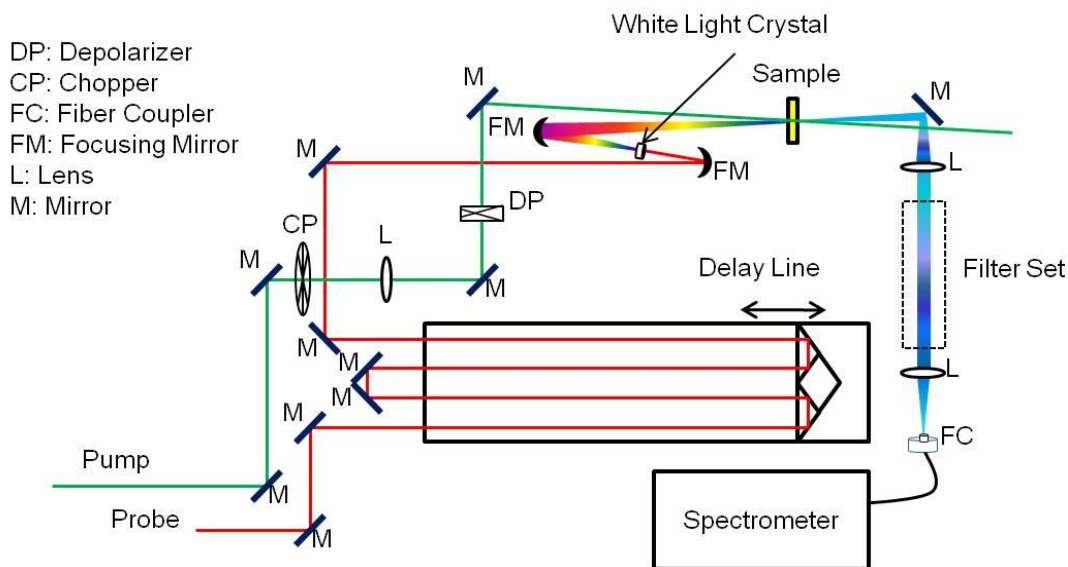 White Light Crystal
DP: Depolarizer
CP: Chopper
FC: Fiber Coupler
FM: Focusing Mirror
L: Lens
M: Mirror
Sample
M
M
FM
FM
M
L
DP
CP
L
M
M
Filter Set
Delay Line
M
M
M
M
L
FC
Pump
M
Probe
M
Spectrometer